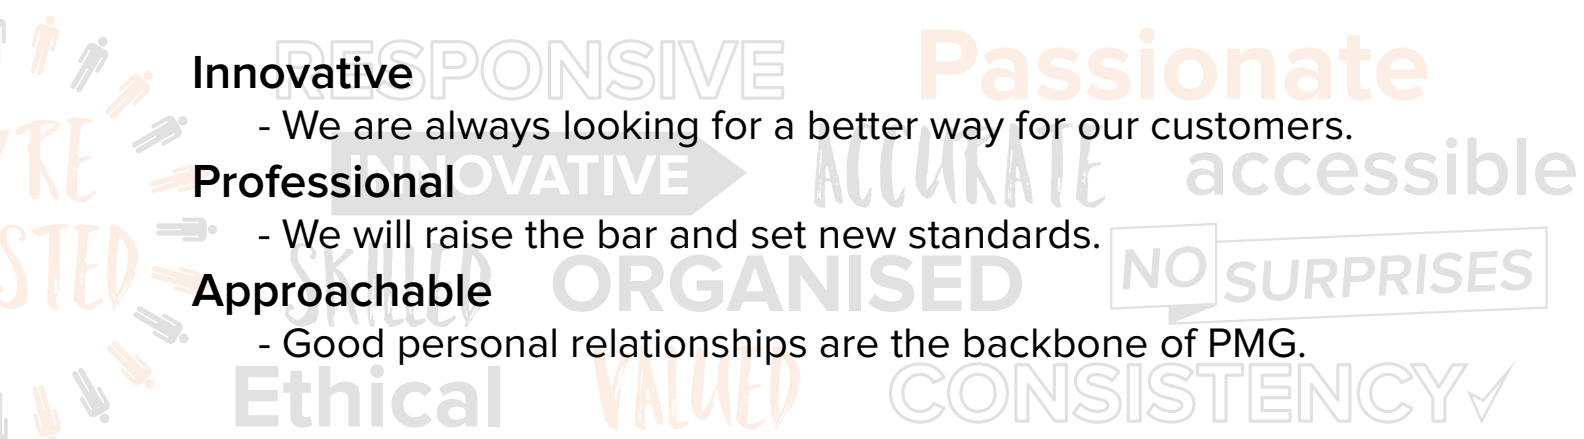 RESPONSIVE
Passionate
Innovative
- We are always looking for a better way for our customers.
INNOVATIVE
ACCURATE
accessible
Professional
- We will raise the bar and set new standards.
SKILLED
ORGANISED
NO SURPRISES
Approachable
- Good personal relationships are the backbone of PMG.
Ethical
VALUED
CONSISTENCY